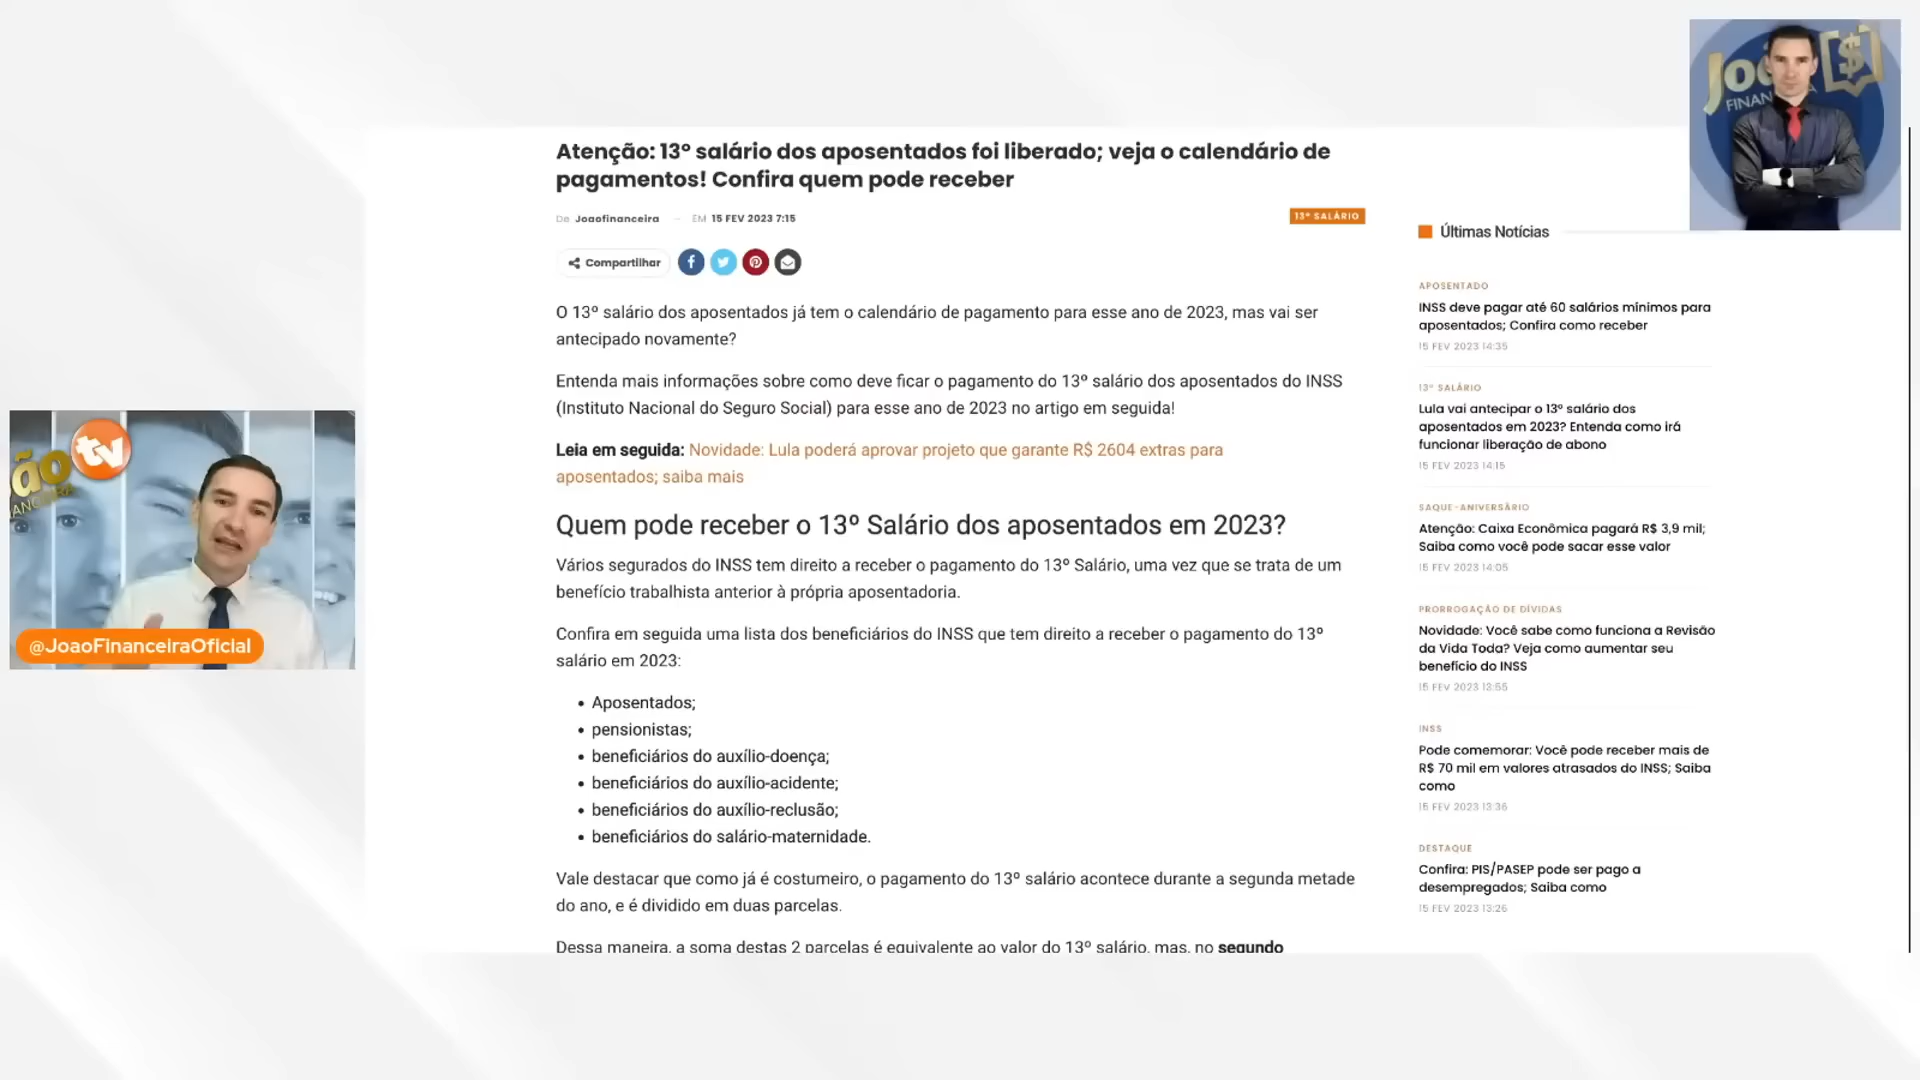 Atenção: 13º salário dos aposentados foi liberado; veja o calendário de
pagamentos! Confira quem pode receber
De Joaofinanceira — EM 15 FEV 2023 7:15
13º SALÁRIO
Compartilhar
O 13º salário dos aposentados já tem o calendário de pagamento para esse ano de 2023, mas vai ser
antecipado novamente?
Entenda mais informações sobre como deve ficar o pagamento do 13º salário dos aposentados do INSS
(Instituto Nacional do Seguro Social) para esse ano de 2023 no artigo em seguida!
Leia em seguida: Novidade: Lula poderá aprovar projeto que garante R$ 2604 extras para
aposentados; saiba mais
Quem pode receber o 13º Salário dos aposentados em 2023?
Vários segurados do INSS tem direito a receber o pagamento do 13º Salário, uma vez que se trata de um
benefício trabalhista anterior à própria aposentadoria.
Confira em seguida uma lista dos beneficiários do INSS que tem direito a receber o pagamento do 13º
salário em 2023:
• Aposentados;
• pensionistas;
• beneficiários do auxílio-doença;
• beneficiários do auxílio-acidente;
• beneficiários do auxílio-reclusão;
• beneficiários do salário-maternidade.
Vale destacar que como já é costumeiro, o pagamento do 13º salário acontece durante a segunda metade
do ano, e é dividido em duas parcelas.
Dessa maneira, a soma destas 2 parcelas é equivalente ao valor do 13º salário, mas, no segundo
Últimas Notícias
APOSENTADO
INSS deve pagar até 60 salários mínimos para
aposentados; Confira como receber
15 FEV 2023 14:35
13º SALÁRIO
Lula vai antecipar o 13º salário dos
aposentados em 2023? Entenda como irá
funcionar liberação de abono
15 FEV 2023 14:15
SAQUE-ANIVERSÁRIO
Atenção: Caixa Econômica pagará R$ 3,9 mil;
Saiba como você pode sacar esse valor
15 FEV 2023 14:05
PRORROGAÇÃO DE DÍVIDAS
Novidade: Você sabe como funciona a Revisão
da Vida Toda? Veja como aumentar seu
benefício do INSS
15 FEV 2023 13:55
INSS
Pode comemorar: Você pode receber mais de
R$ 70 mil em valores atrasados do INSS; Saiba
como
15 FEV 2023 13:36
DESTAQUE
Confira: PIS/PASEP pode ser pago a
desempregados; Saiba como
15 FEV 2023 13:26
tv
ão
@JoaoFinanceiraOficial
Joã
FINAN